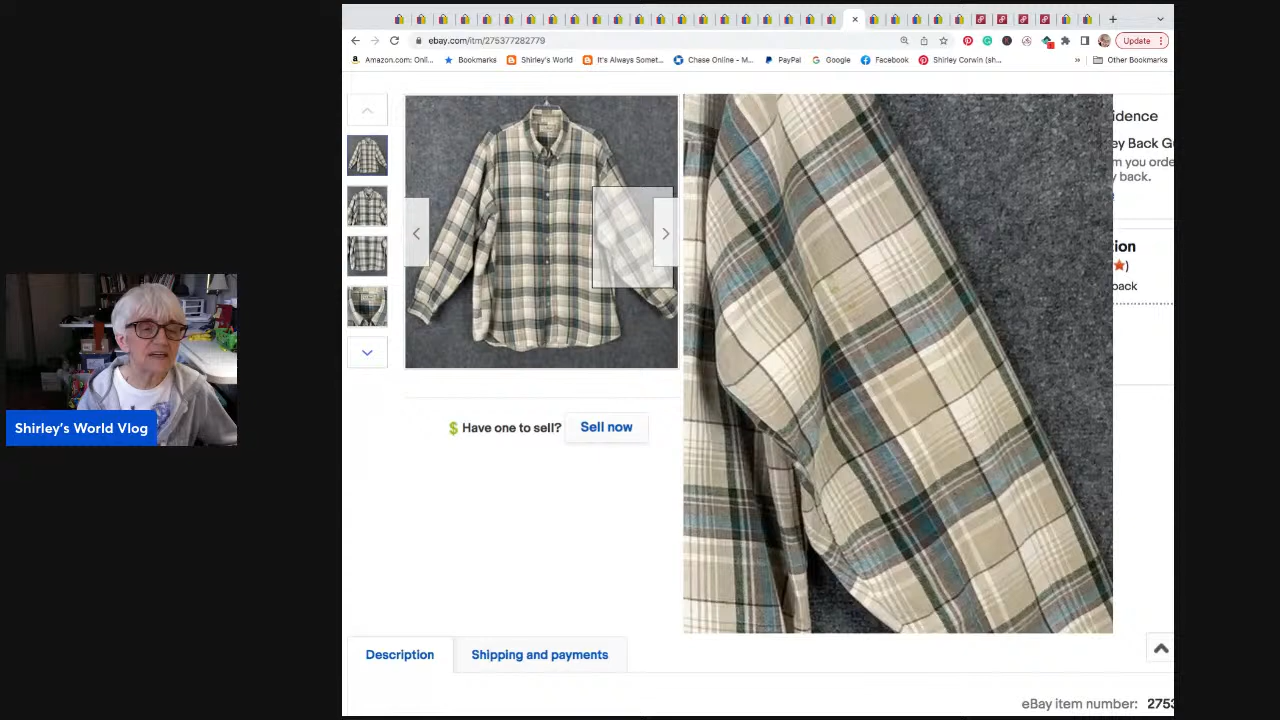 ebay.com/itm/275377282779
Update
Amazon.com: Onli...
Bookmarks
Shirley's World
It's Always Somet...
Chase Online - M...
PayPal
Google
Facebook
Shirley Corwin (sh...
»
Other Bookmarks
idence
ey Back G
m you orde
y back.
ion
)
back
$ Have one to sell?
Sell now
Shirley's World Vlog
Description
Shipping and payments
eBay item number: 2753